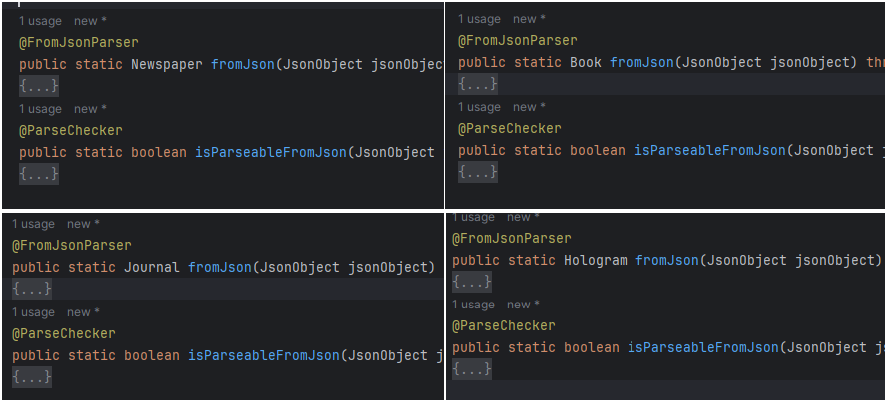 1 usage new *
@FromJsonParser
public static Newspaper fromJson(JsonObject jsonObjec
{...}
1 usage new *
@ParseChecker
public static boolean isParseableFromJson(JsonObject
{...}
1 usage new *
@FromJsonParser
public static Book fromJson(JsonObject jsonObject) thr
{...}
1 usage new *
@ParseChecker
public static boolean isParseableFromJson(JsonObject j
{...}
1 usage new *
@FromJsonParser
public static Journal fromJson(JsonObject jsonObject)
{...}
1 usage new *
@ParseChecker
public static boolean isParseableFromJson(JsonObject j
{...}
1 usage new *
@FromJsonParser
public static Hologram fromJson(JsonObject jsonObject)
{...}
1 usage new *
@ParseChecker
public static boolean isParseableFromJson(JsonObject js
{...}